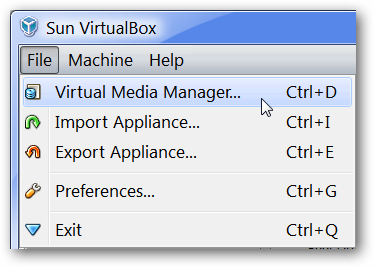 Sun VirtualBox
File Machine Help
Virtual Media Manager... Ctrl+D
Import Appliance... Ctrl+I
Export Appliance... Ctrl+E
Preferences... Ctrl+G
Exit Ctrl+Q